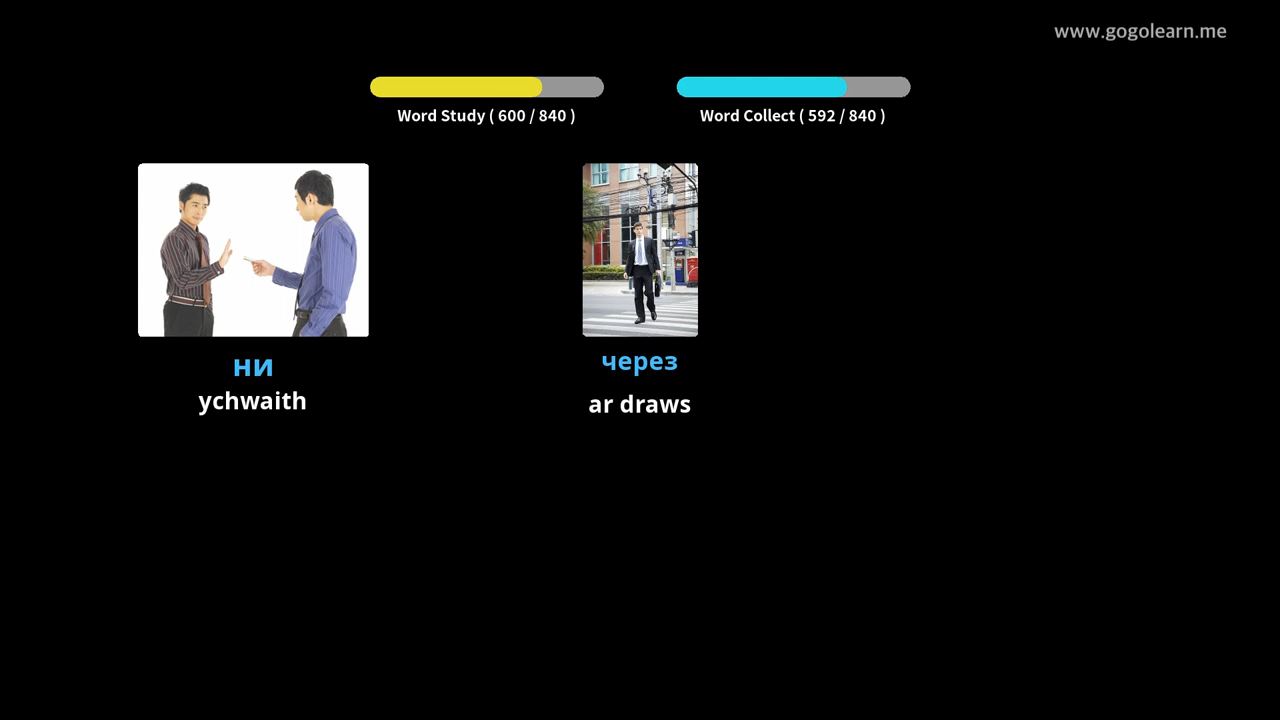 www.gogolearn.me
Word Study ( 600 / 840 )
Word Collect ( 592 / 840 )
ни
ychwaith
через
ar draws